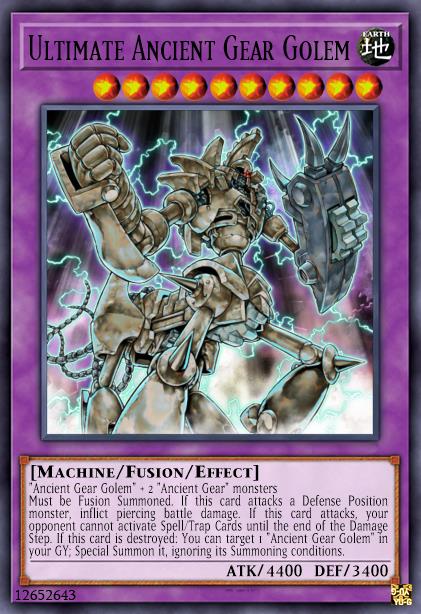 ULTIMATE ANCIENT GEAR GOLEM
EARTH
地
[MACHINE/FUSION/EFFECT]
"Ancient Gear Golem" + 2 "Ancient Gear" monsters
Must be Fusion Summoned. If this card attacks a Defense Position
monster, inflict piercing battle damage. If this card attacks, your
opponent cannot activate Spell/Trap Cards until the end of the Damage
Step. If this card is destroyed: You can target 1 "Ancient Gear Golem" in
your GY; Special Summon it, ignoring its Summoning conditions.
ATK/4400 DEF/3400
12652643